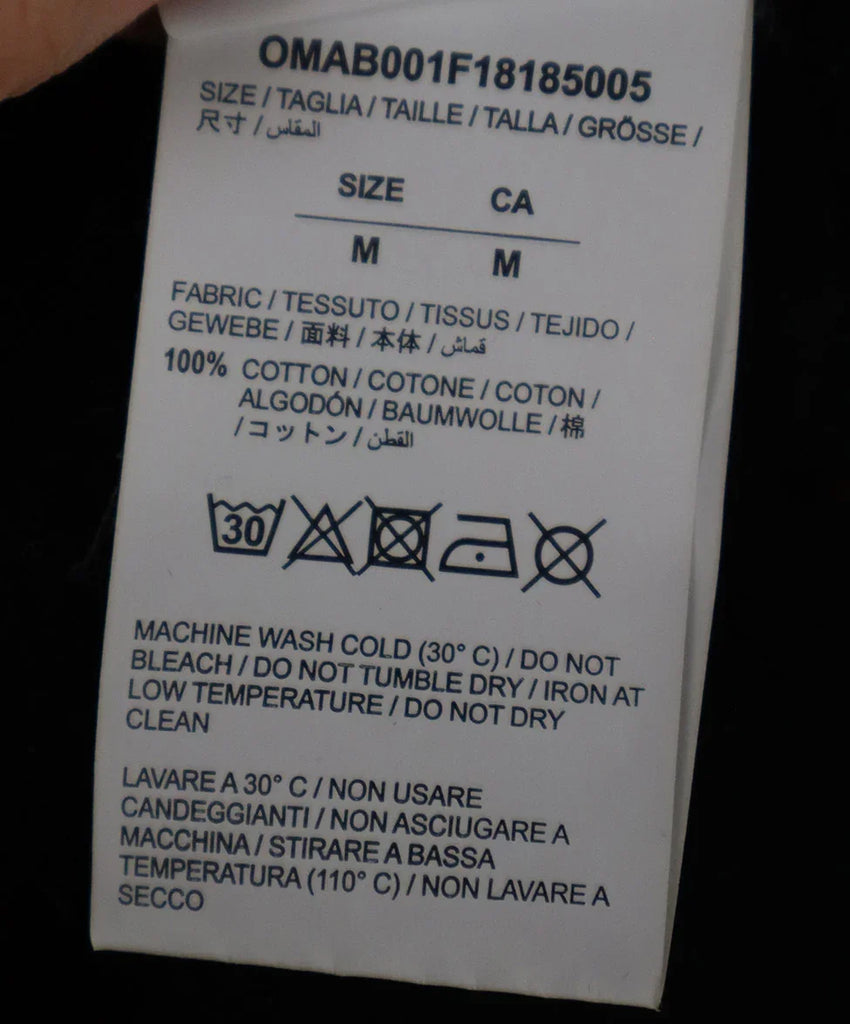 OMAB001F18185005
SIZE / TAGLIA / TAILLE / TALLA / GRÖSSE /
尺寸 / المقاس
SIZE CA
M M
FABRIC / TESSUTO / TISSUS / TEJIDO /
GEWEBE / 面料 / 本体 / قماش
100% COTTON / COTONE / COTON /
ALGODÓN / BAUMWOLLE / 棉
/ コットン / القطن
30
MACHINE WASH COLD (30° C) / DO NOT
BLEACH / DO NOT TUMBLE DRY / IRON AT
LOW TEMPERATURE / DO NOT DRY
CLEAN
LAVARE A 30° C / NON USARE
CANDEGGIANTI / NON ASCIUGARE A
MACCHINA / STIRARE A BASSA
TEMPERATURA (110° C) / NON LAVARE A
SECCO